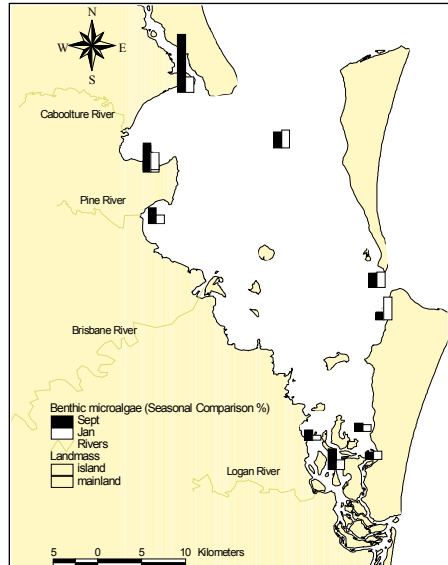 N
W E
S
Caboolture River
Pine River
Brisbane River
Benthic microalgae (Seasonal Comparison %)
Sept
Jan
Rivers
Landmass
island
mainland
Logan River
5 0 5 10 Kilometers